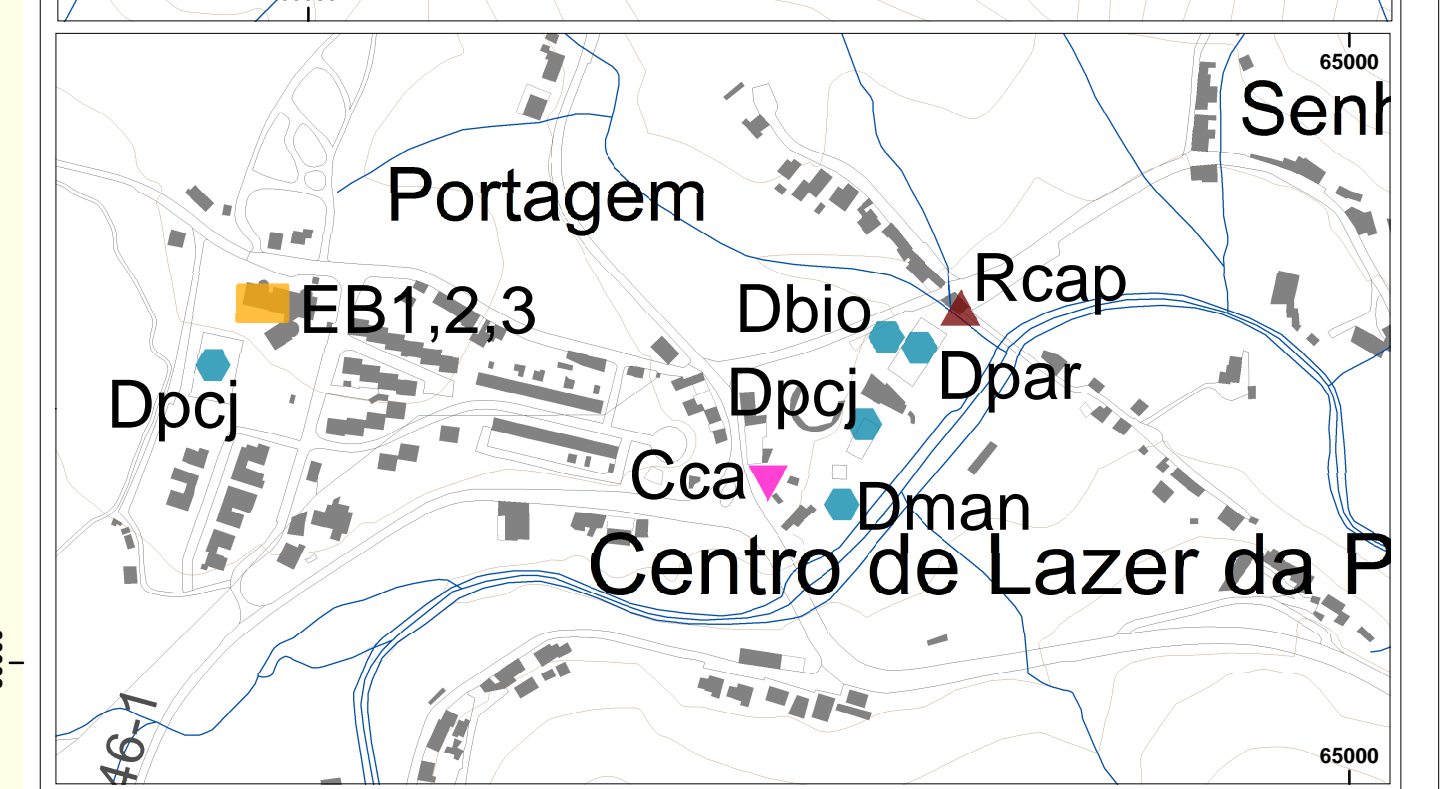 65000
Senh
Portagem
Rcap
EB1,2,3
Dbio
Dpar
Dpcj
Dpcj
Cca
Dman
Centro de Lazer da P
46-1
65000